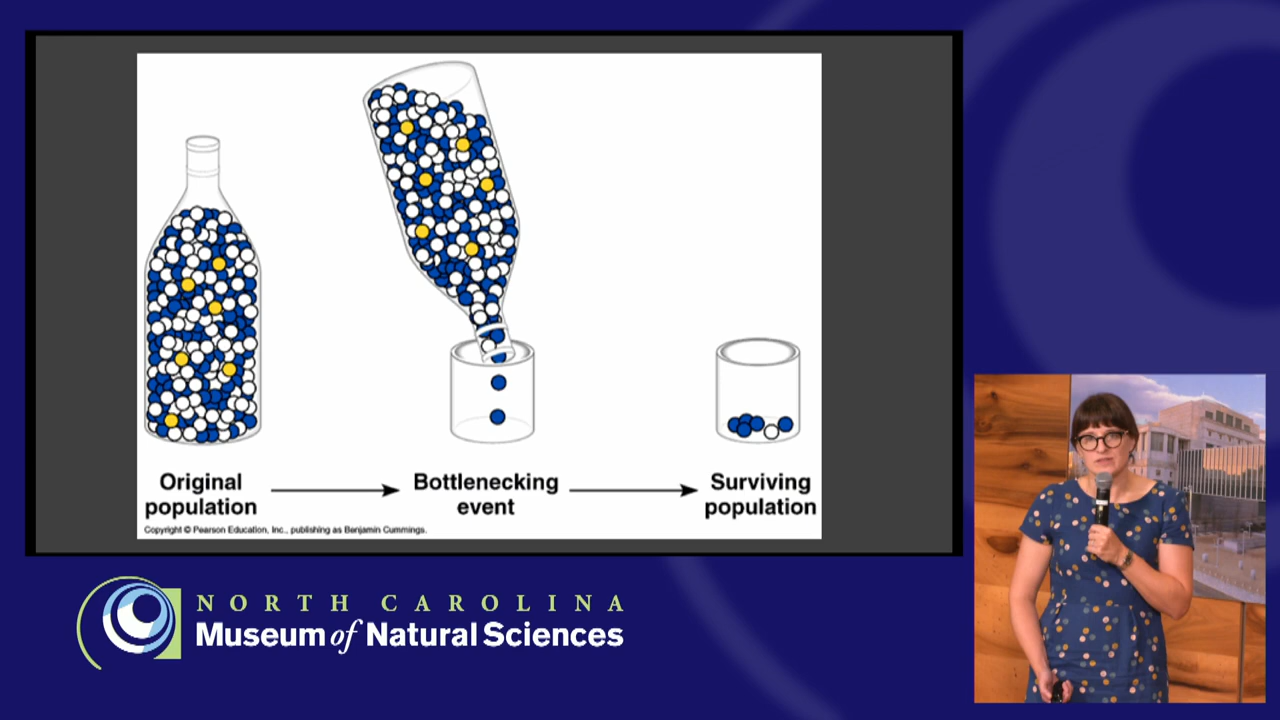 Original
population
Bottlenecking
event
Surviving
population
Copyright © Pearson Education, Inc., publishing as Benjamin Cummings.
NORTH CAROLINA
Museum of Natural Sciences